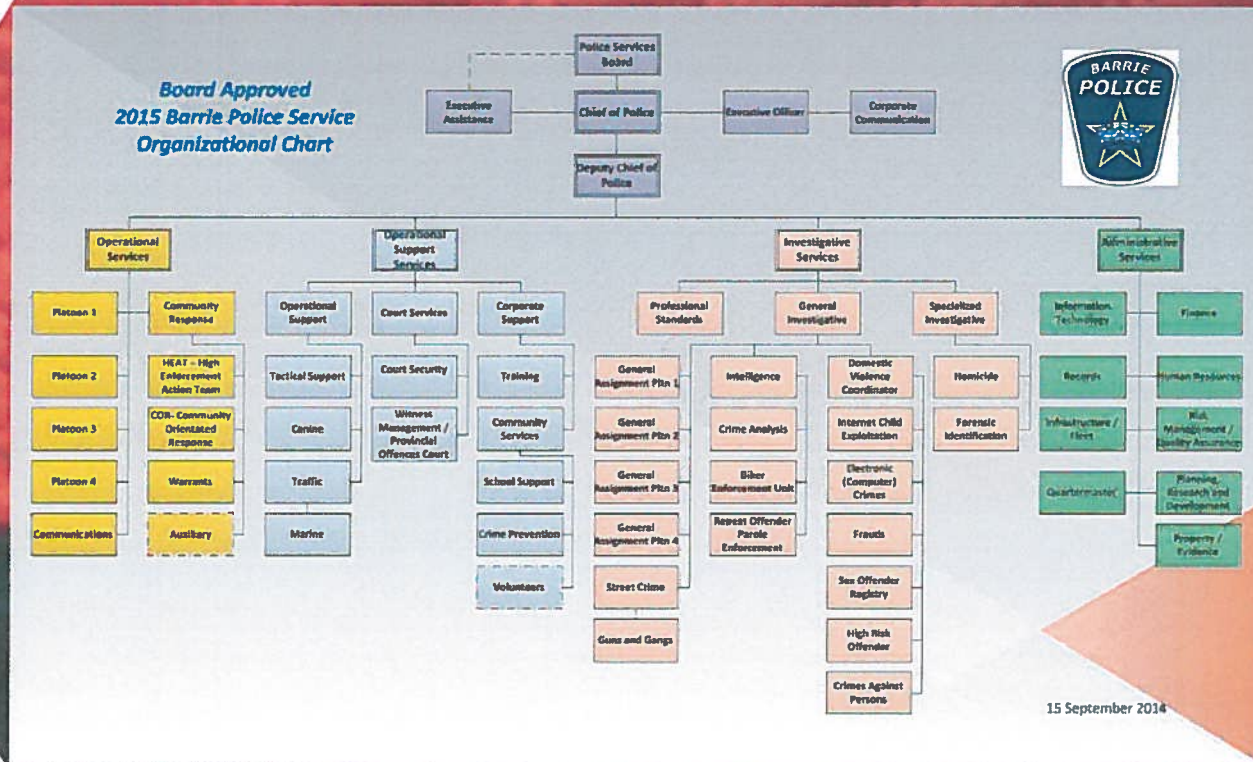 Board Approved
2015 Barrie Police Service
Organizational Chart
Police Services
Board
BARRIE
POLICE
Executive
Assistance
Chief of Police
Executive Officer
Corporate
Communication
Deputy Chief of
Police
Operational
Services
Operational
Support
Services
Investigative
Services
Administrative
Services
Platoon 1
Community
Response
Platoon 2
HEAT - High
Enforcement
Action Team
Platoon 3
COR- Community
Orientated
Response
Platoon 4
Warrants
Communications
Auxiliary
Operational
Support
Court Services
Corporate
Support
Tactical Support
Court Security
Training
Canine
Witness
Management /
Provincial
Offences Court
Community
Services
Traffic
School Support
Marine
Crime Prevention
Volunteers
Professional
Standards
General
Investigative
Specialized
Investigative
General
Assignment Pltn 1
Intelligence
Domestic
Violence
Coordinator
Homicide
General
Assignment Pltn 2
Crime Analysis
Internet Child
Exploitation
Forensic
Identification
General
Assignment Pltn 3
Biker
Enforcement Unit
Electronic
(Computer)
Crimes
General
Assignment Pltn 4
Repeat Offender
Parole
Enforcement
Frauds
Street Crime
Sex Offender
Registry
Guns and Gangs
High Risk
Offender
Crimes Against
Persons
Information
Technology
Finance
Records
Human Resources
Infrastructure /
Fleet
Risk
Management /
Quality Assurance
Quartermaster
Planning,
Research and
Development
Property /
Evidence
15 September 2014